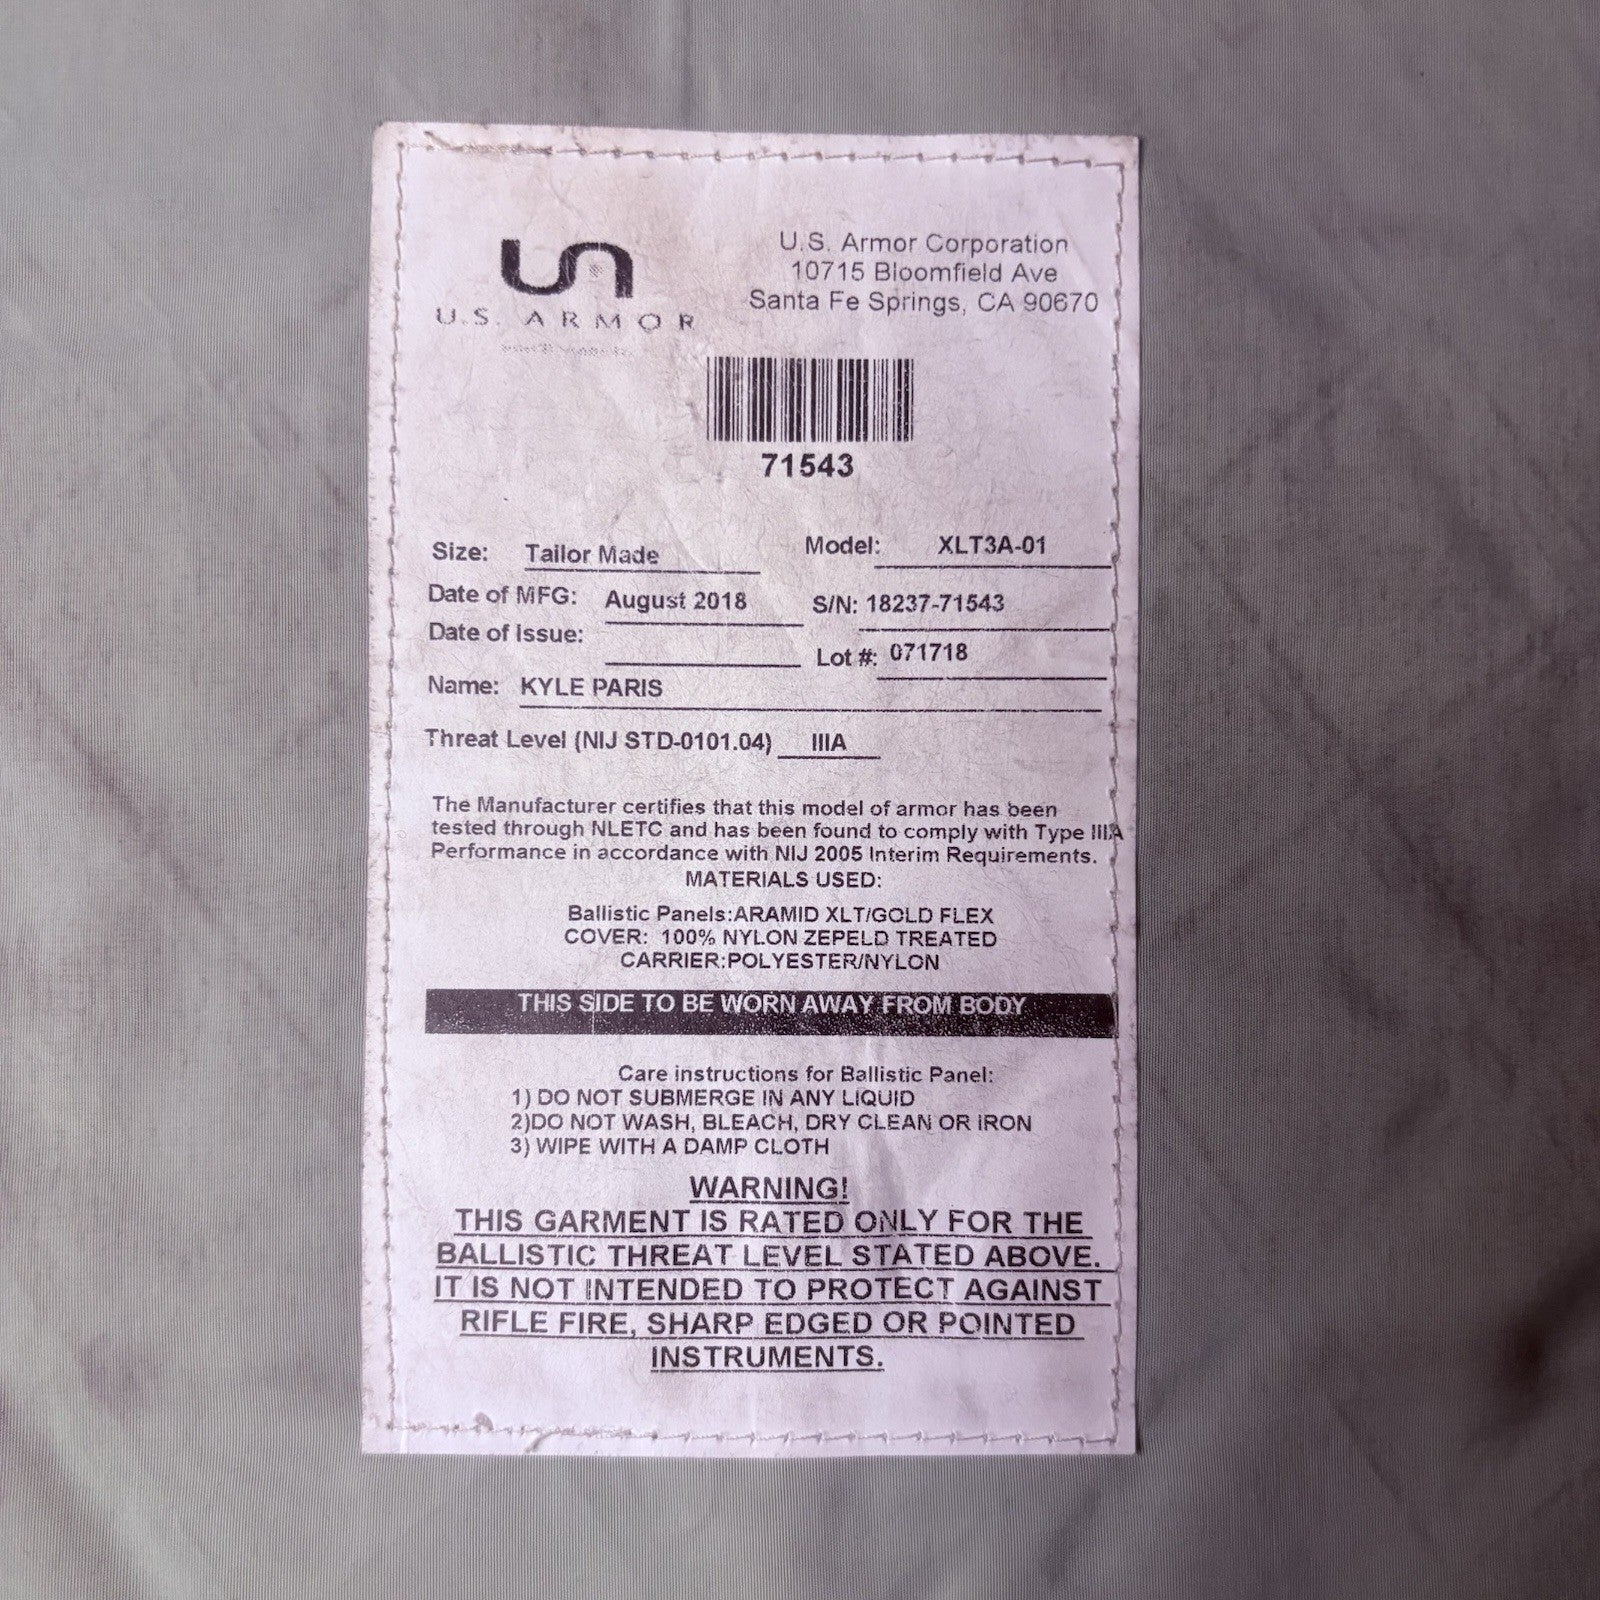 U.S. ARMOR
U.S. Armor Corporation
10715 Bloomfield Ave
Santa Fe Springs, CA 90670
71543
Size: Tailor Made Model: XLT3A-01
Date of MFG: August 2018 S/N: 18237-71543
Date of Issue: Lot #: 071718
Name: KYLE PARIS
Threat Level (NIJ STD-0101.04) IIIA
The Manufacturer certifies that this model of armor has been
tested through NLETC and has been found to comply with Type IIIA
Performance in accordance with NIJ 2005 Interim Requirements.
MATERIALS USED:
Ballistic Panels:ARAMID XLT/GOLD FLEX
COVER: 100% NYLON ZEPELD TREATED
CARRIER:POLYESTER/NYLON
THIS SIDE TO BE WORN AWAY FROM BODY
Care instructions for Ballistic Panel:
1) DO NOT SUBMERGE IN ANY LIQUID
2)DO NOT WASH, BLEACH, DRY CLEAN OR IRON
3) WIPE WITH A DAMP CLOTH
WARNING!
THIS GARMENT IS RATED ONLY FOR THE
BALLISTIC THREAT LEVEL STATED ABOVE.
IT IS NOT INTENDED TO PROTECT AGAINST
RIFLE FIRE, SHARP EDGED OR POINTED
INSTRUMENTS.